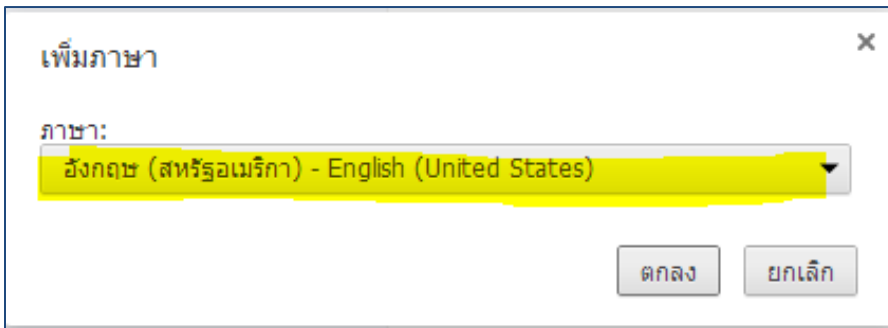 เพิ่มภาษา
ภาษา:
อังกฤษ (สหรัฐอเมริกา) - English (United States)
ตกลง ยกเลิก